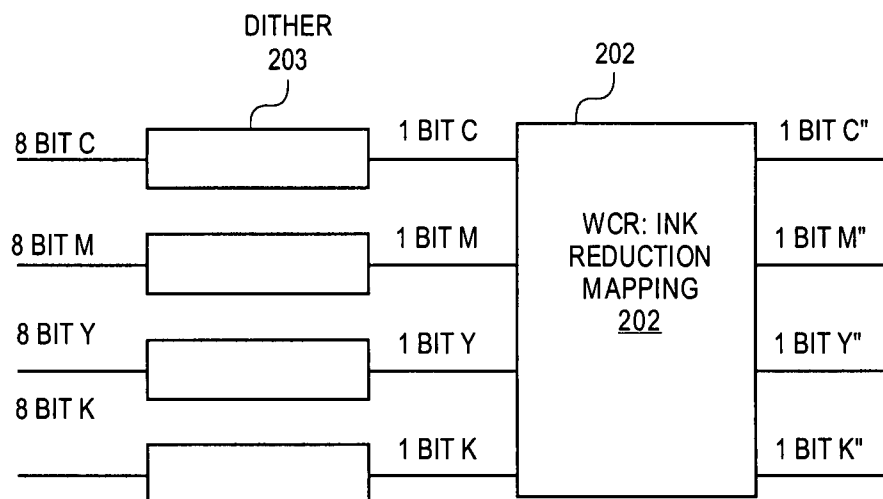 DITHER
203
202
8 BIT C
1 BIT C
1 BIT C"
8 BIT M
1 BIT M
1 BIT M"
WCR: INK
REDUCTION
MAPPING
202
8 BIT Y
1 BIT Y
1 BIT Y"
8 BIT K
1 BIT K
1 BIT K"